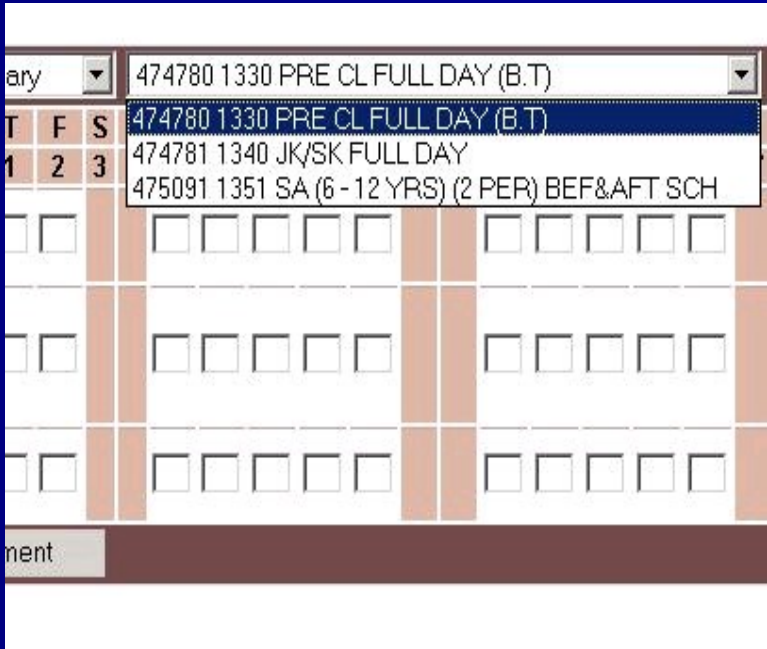 ary 474780 1330 PRE CL FULL DAY (B.T)
T F S 474780 1330 PRE CL FULL DAY (B.T)
474781 1340 JK/SK FULL DAY
1 2 3
475091 1351 SA (6 - 12 YRS) (2 PER) BEF&AFT SCH
ment